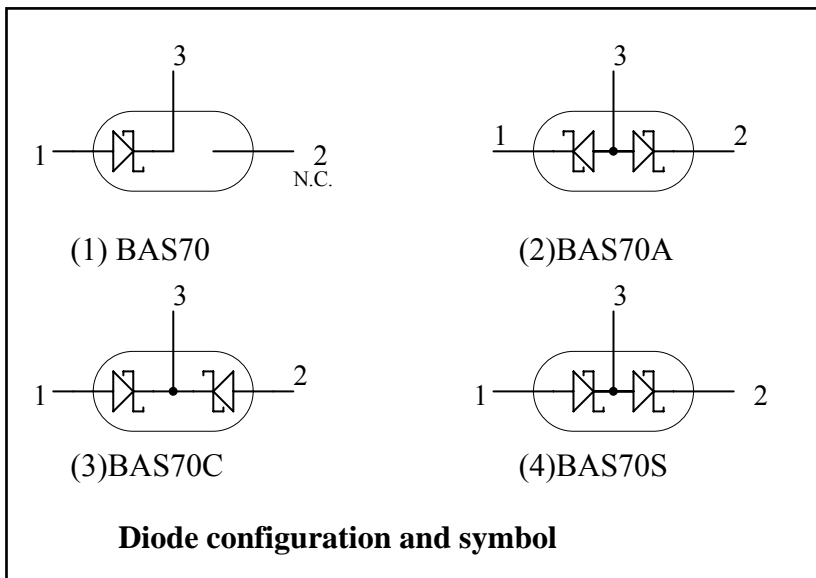 3
3
1
2
N.C.
1
2
(1) BAS70
(2)BAS70A
3
3
1
2
1
2
(3)BAS70C
(4)BAS70S
Diode configuration and symbol